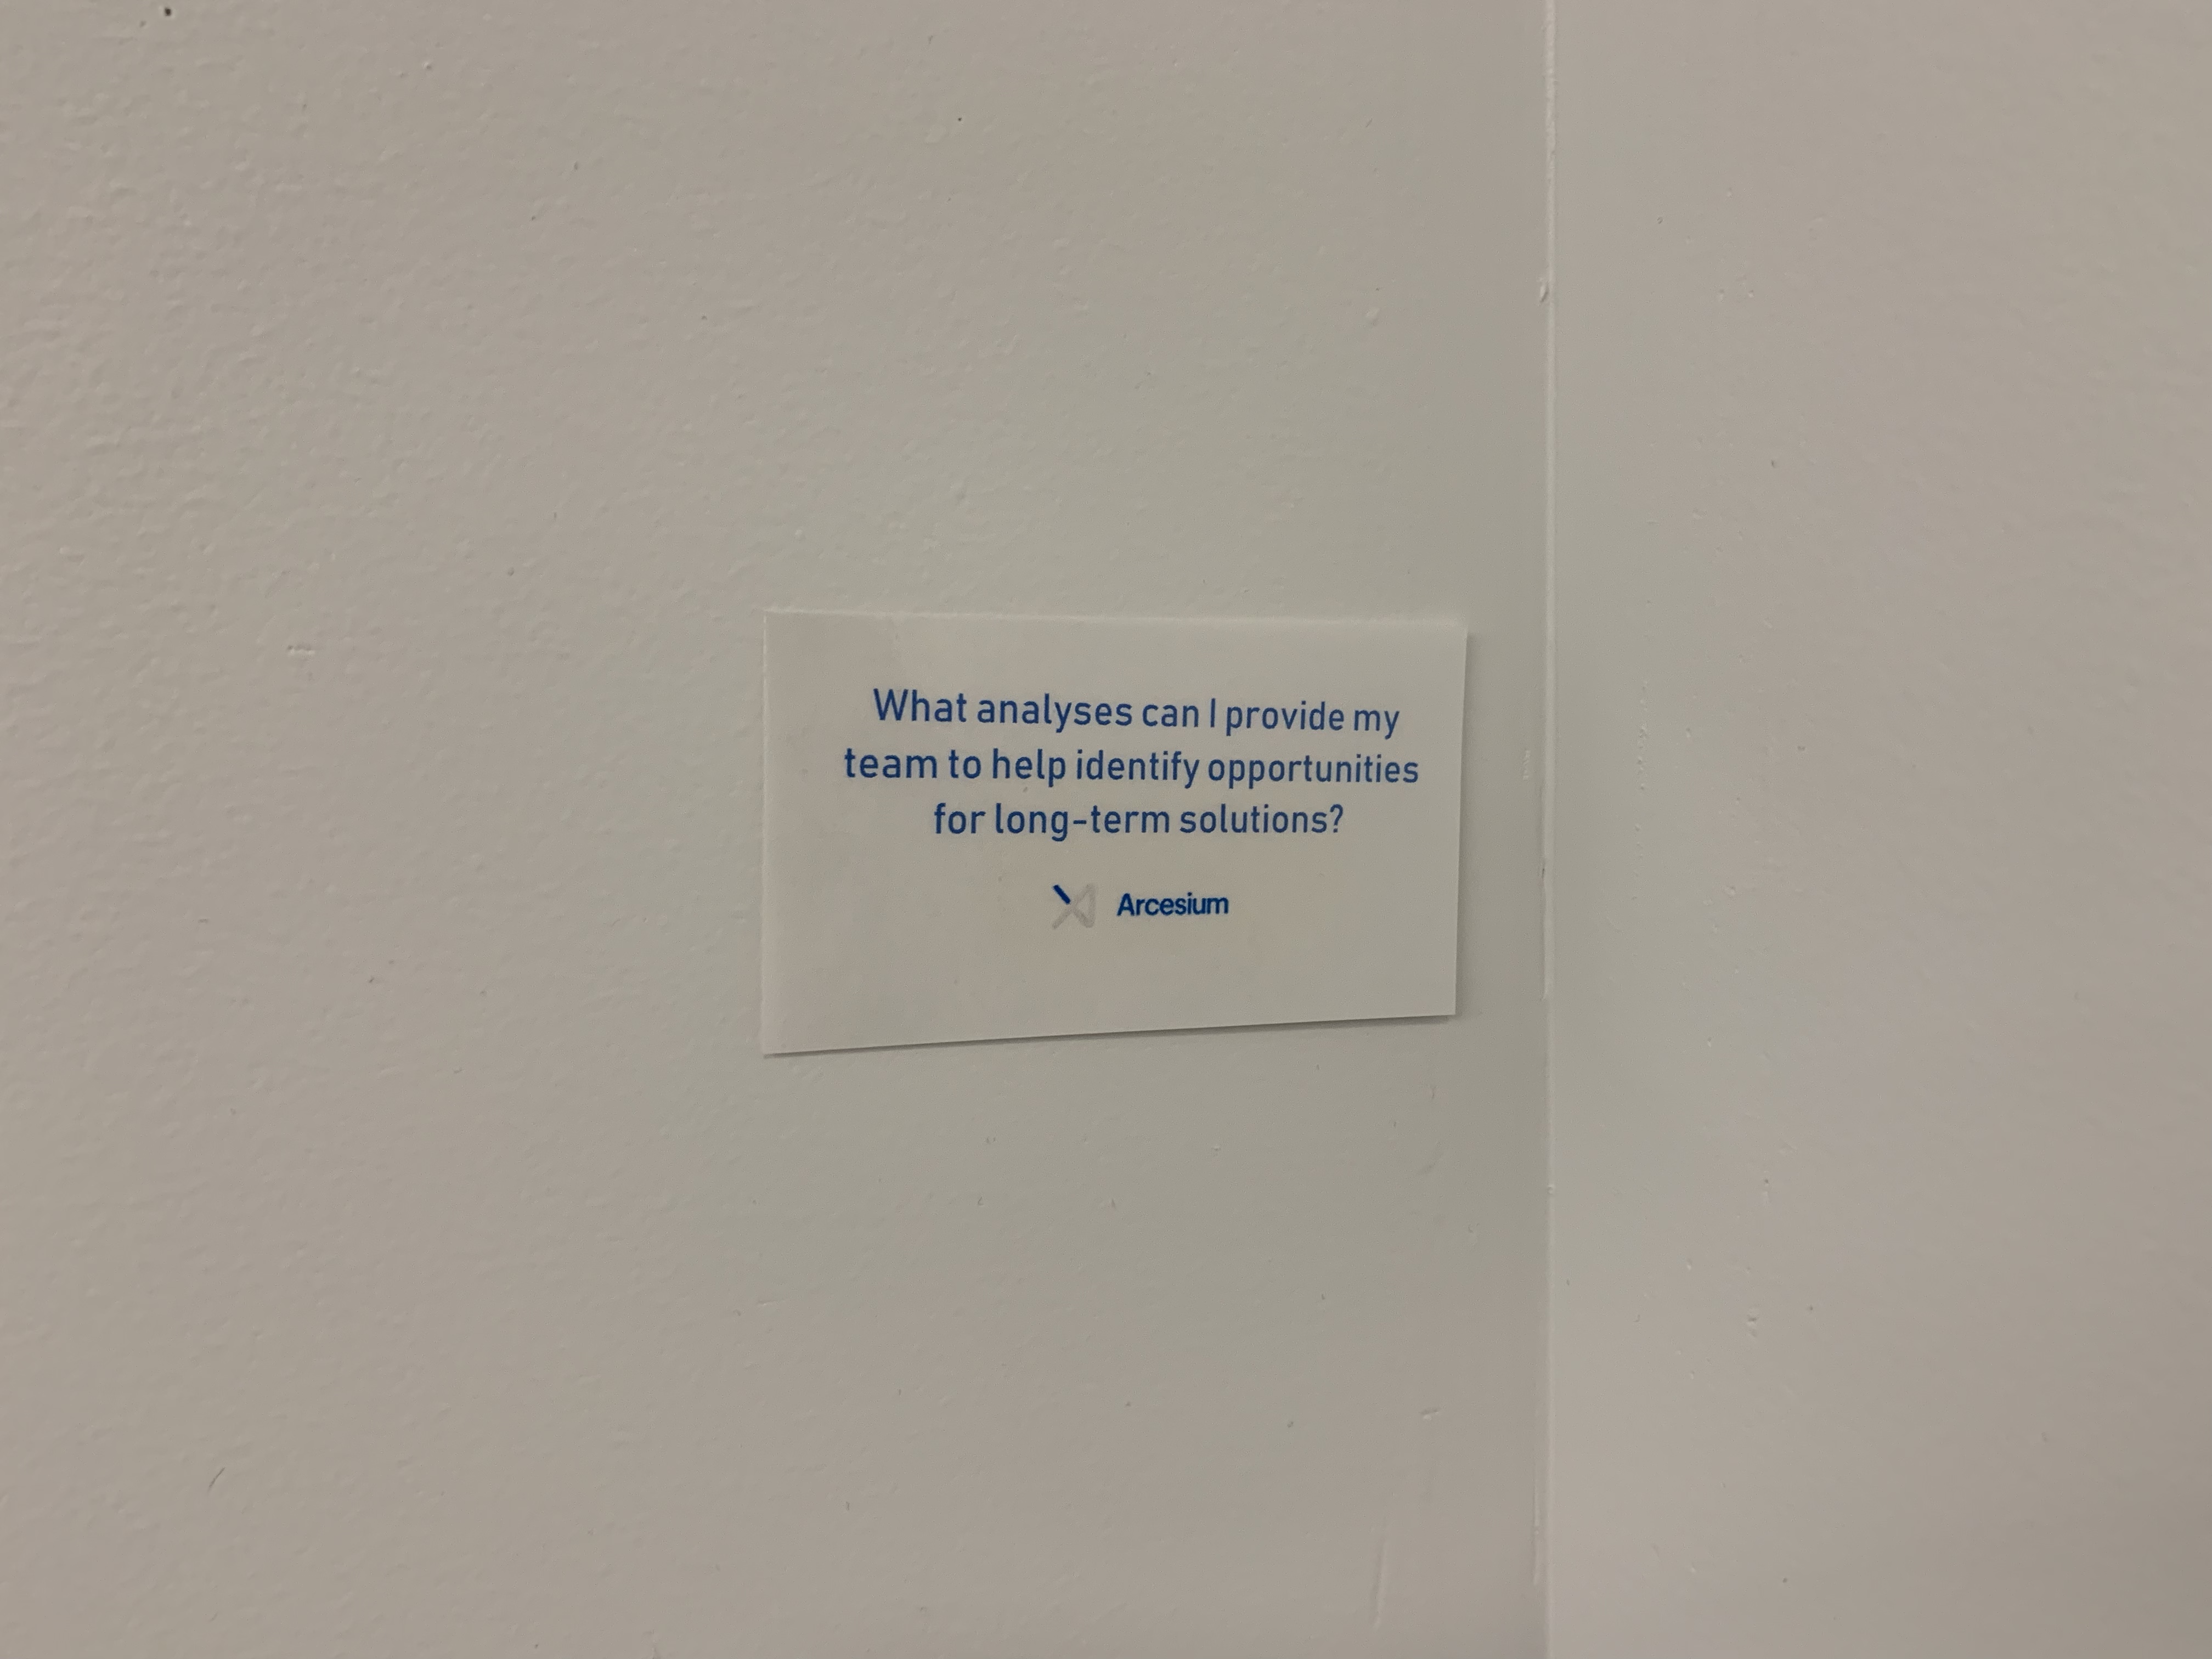 What analyses can I provide my
team to help identify opportunities
for long-term solutions?
Arcesium